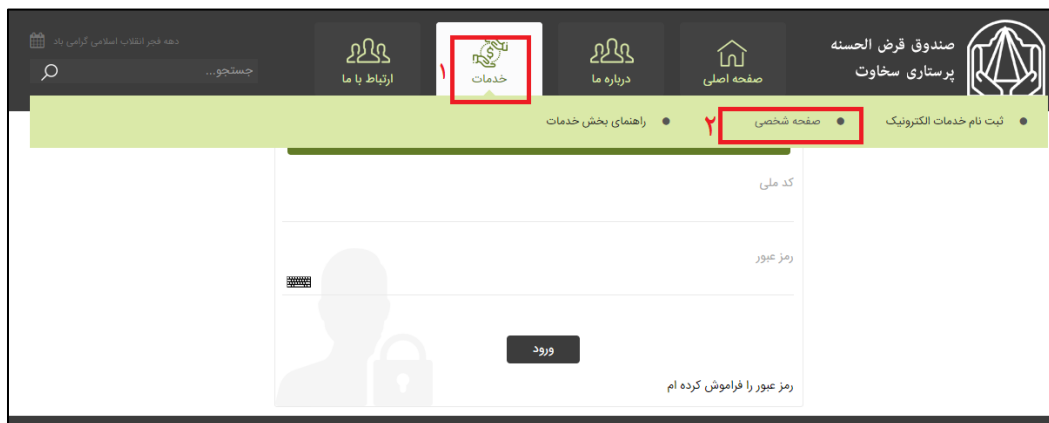 صندوق قرض الحسنه
پرستاری سخاوت
صفحه اصلی
درباره ما
خدمات
۱
ارتباط با ما
دهه فجر انقلاب اسلامی گرامی باد
جستجو...
ثبت نام خدمات الکترونیک
صفحه شخصی
۲
راهنمای بخش خدمات
کد ملی
رمز عبور
ورود
رمز عبور را فراموش کرده ام